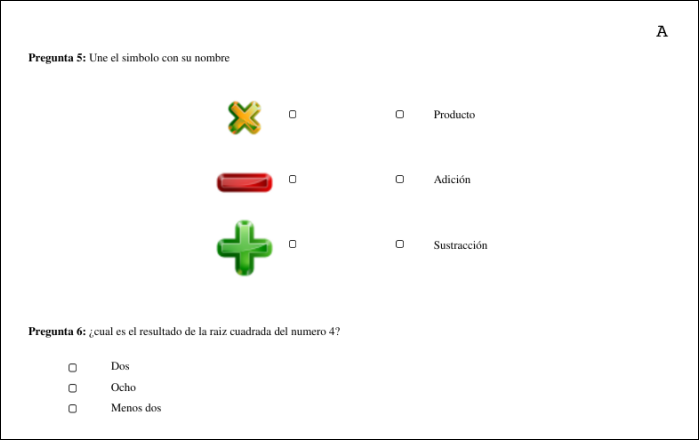 A
Pregunta 5: Une el simbolo con su nombre
Producto
Adición
Sustracción
Pregunta 6: ¿cual es el resultado de la raiz cuadrada del numero 4?
Dos
Ocho
Menos dos